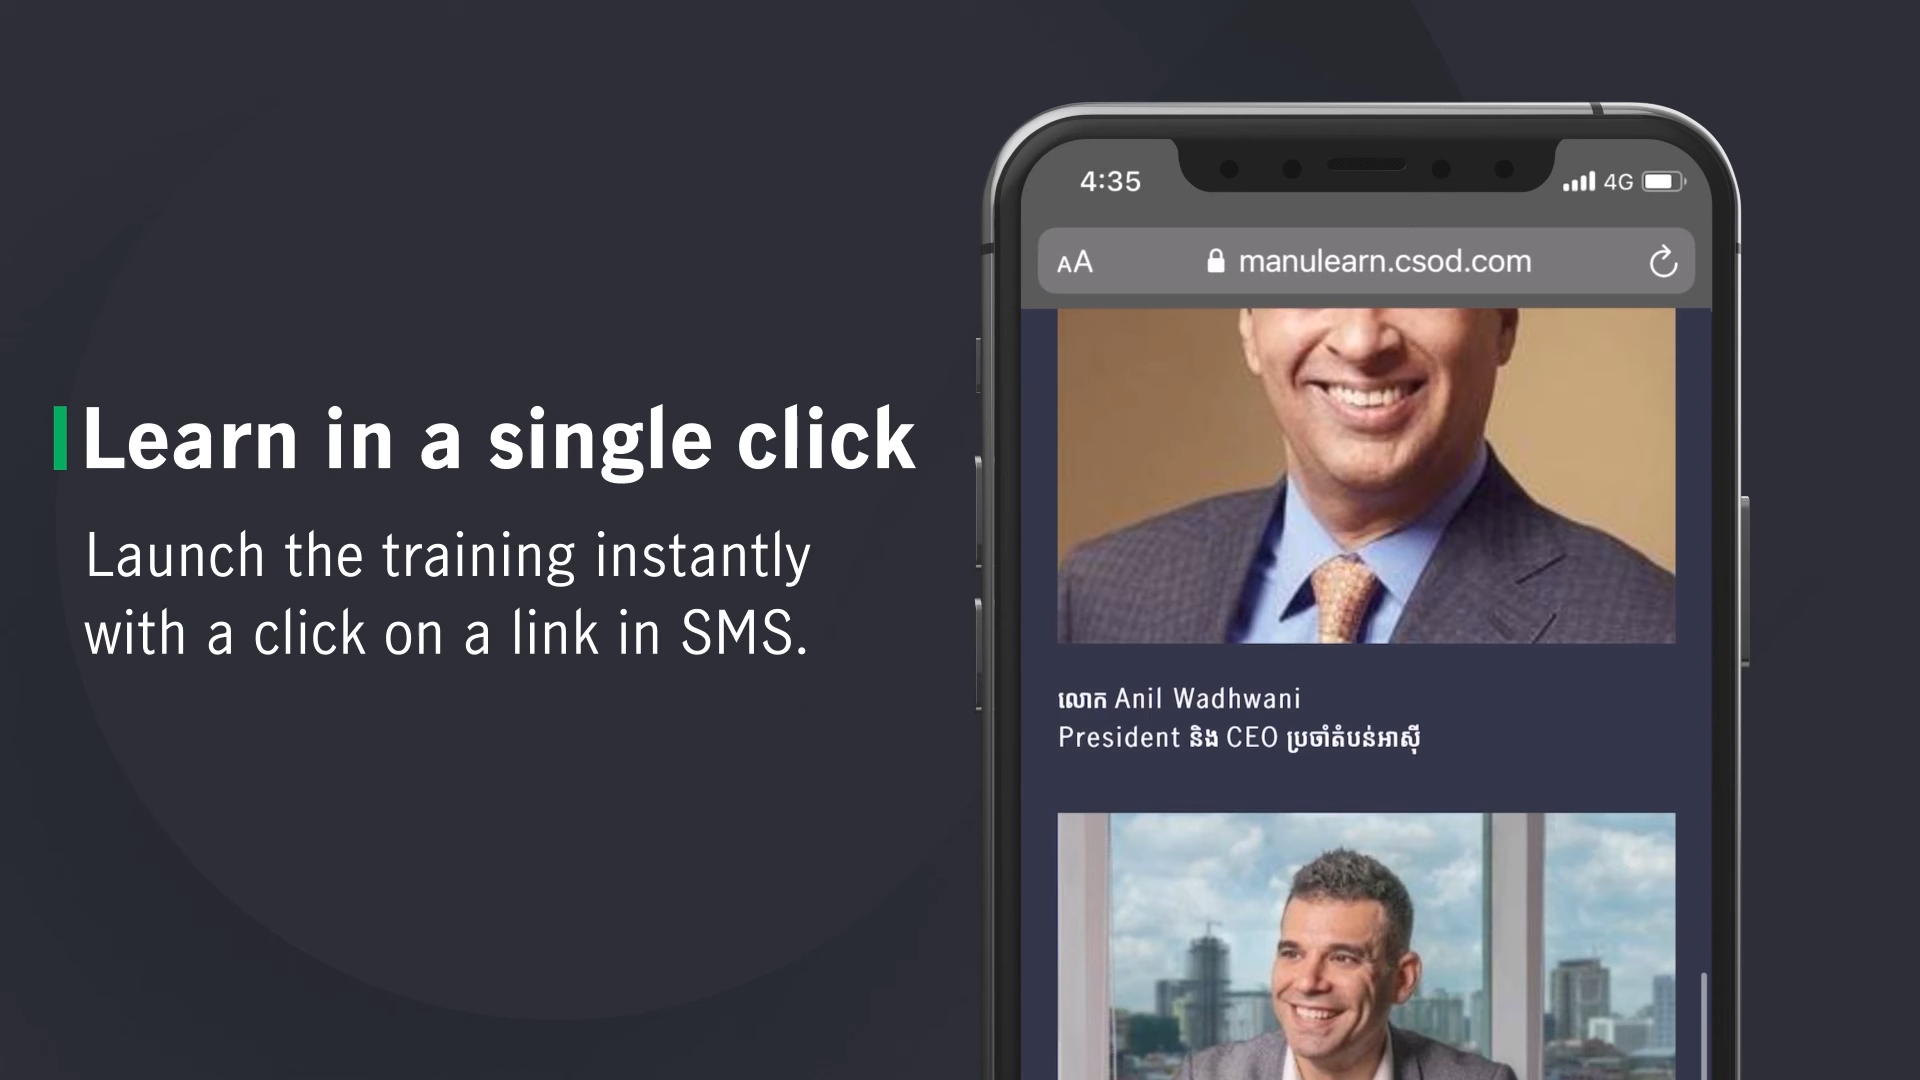 Learn in a single click
Launch the training instantly
with a click on a link in SMS.
4:35
4G
AA
manulearn.csod.com
លោក Anil Wadhwani
President និង CEO ប្រចាំតំបន់អាស៊ី